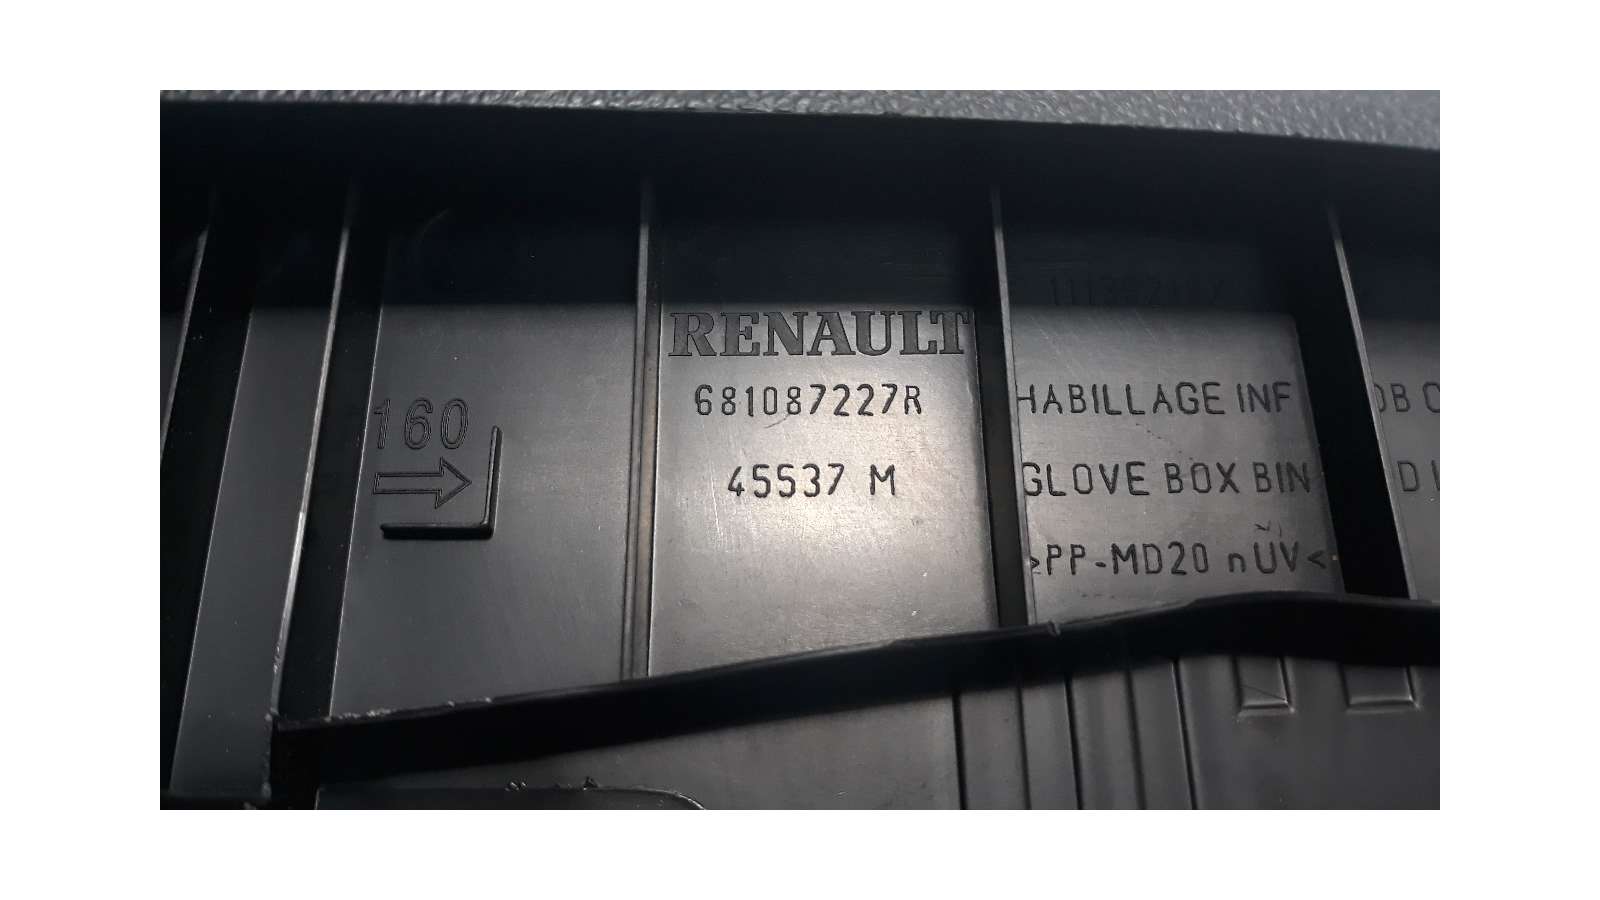 RENAULT
681087227R
45537 M
160
HABILLAGE INF
GLOVE BOX BIN
>PP-MD20 nUV<